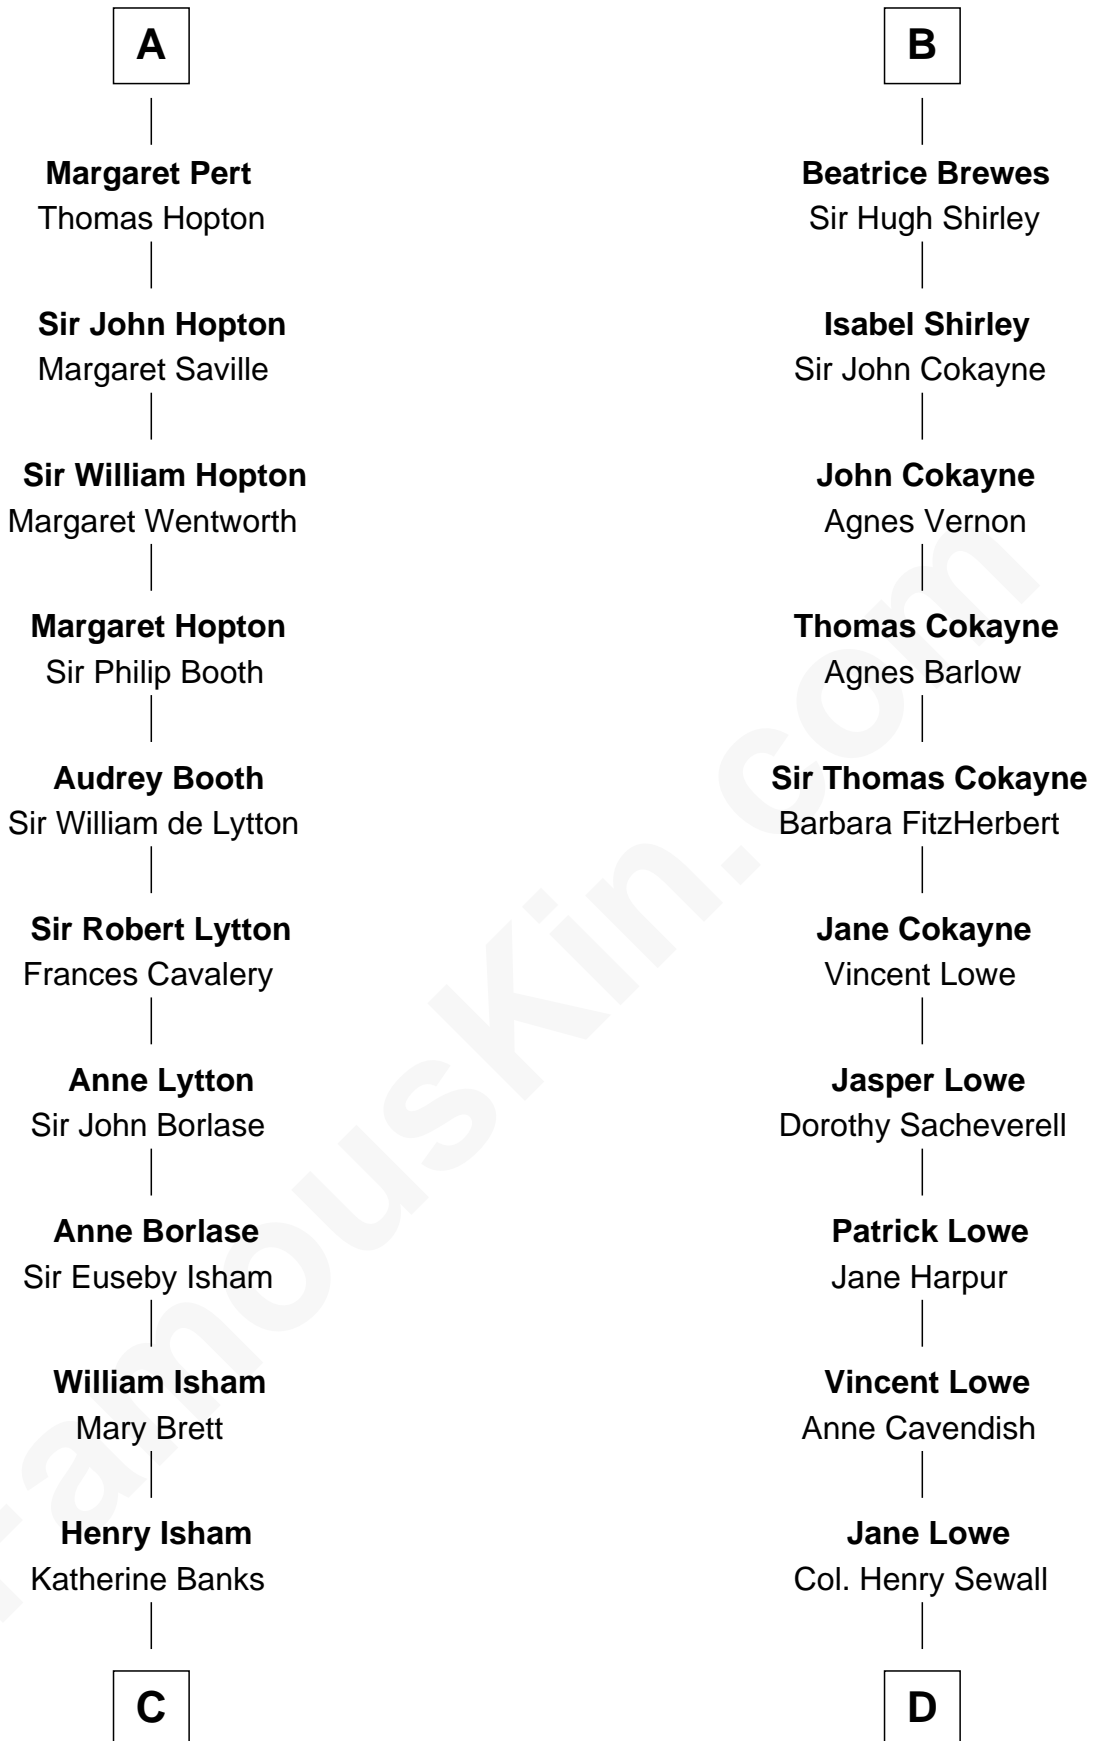 A
Margaret Pert
Thomas Hopton
Sir John Hopton
Margaret Saville
Sir William Hopton
Margaret Wentworth
Margaret Hopton
Sir Philip Booth
Audrey Booth
Sir William de Lytton
Sir Robert Lytton
Frances Cavalery
Anne Lytton
Sir John Borlase
Anne Borlase
Sir Euseby Isham
William Isham
Mary Brett
Henry Isham
Katherine Banks
C
B
Beatrice Brewes
Sir Hugh Shirley
Isabel Shirley
Sir John Cokayne
John Cokayne
Agnes Vernon
Thomas Cokayne
Agnes Barlow
Sir Thomas Cokayne
Barbara FitzHerbert
Jane Cokayne
Vincent Lowe
Jasper Lowe
Dorothy Sacheverell
Patrick Lowe
Jane Harpur
Vincent Lowe
Anne Cavendish
Jane Lowe
Col. Henry Sewall
D
FamousKin.com